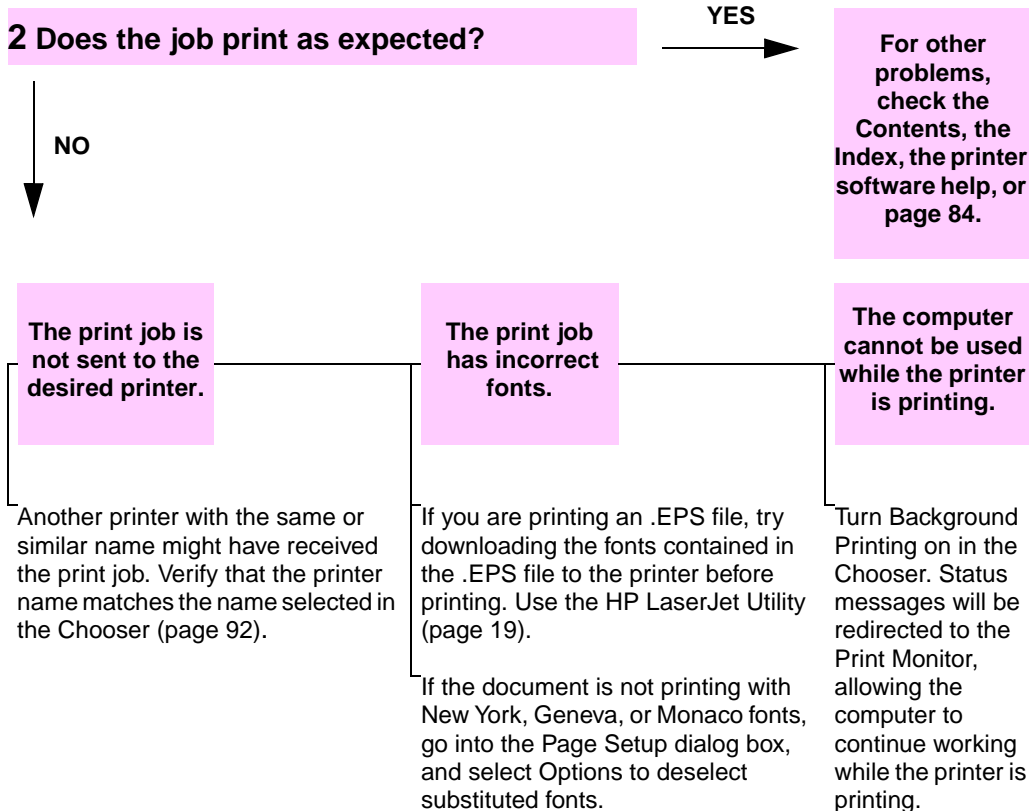 2 Does the job print as expected?
YES
For other
problems,
check the
Contents, the
Index, the printer
software help, or
page 84.
NO
The print job is
not sent to the
desired printer.
Another printer with the same or
similar name might have received
the print job. Verify that the printer
name matches the name selected in
the Chooser (page 92).
The print job
has incorrect
fonts.
If you are printing an .EPS file, try
downloading the fonts contained in
the .EPS file to the printer before
printing. Use the HP LaserJet Utility
(page 19).
If the document is not printing with
New York, Geneva, or Monaco fonts,
go into the Page Setup dialog box,
and select Options to deselect
substituted fonts.
The computer
cannot be used
while the printer
is printing.
Turn Background
Printing on in the
Chooser. Status
messages will be
redirected to the
Print Monitor,
allowing the
computer to
continue working
while the printer is
printing.